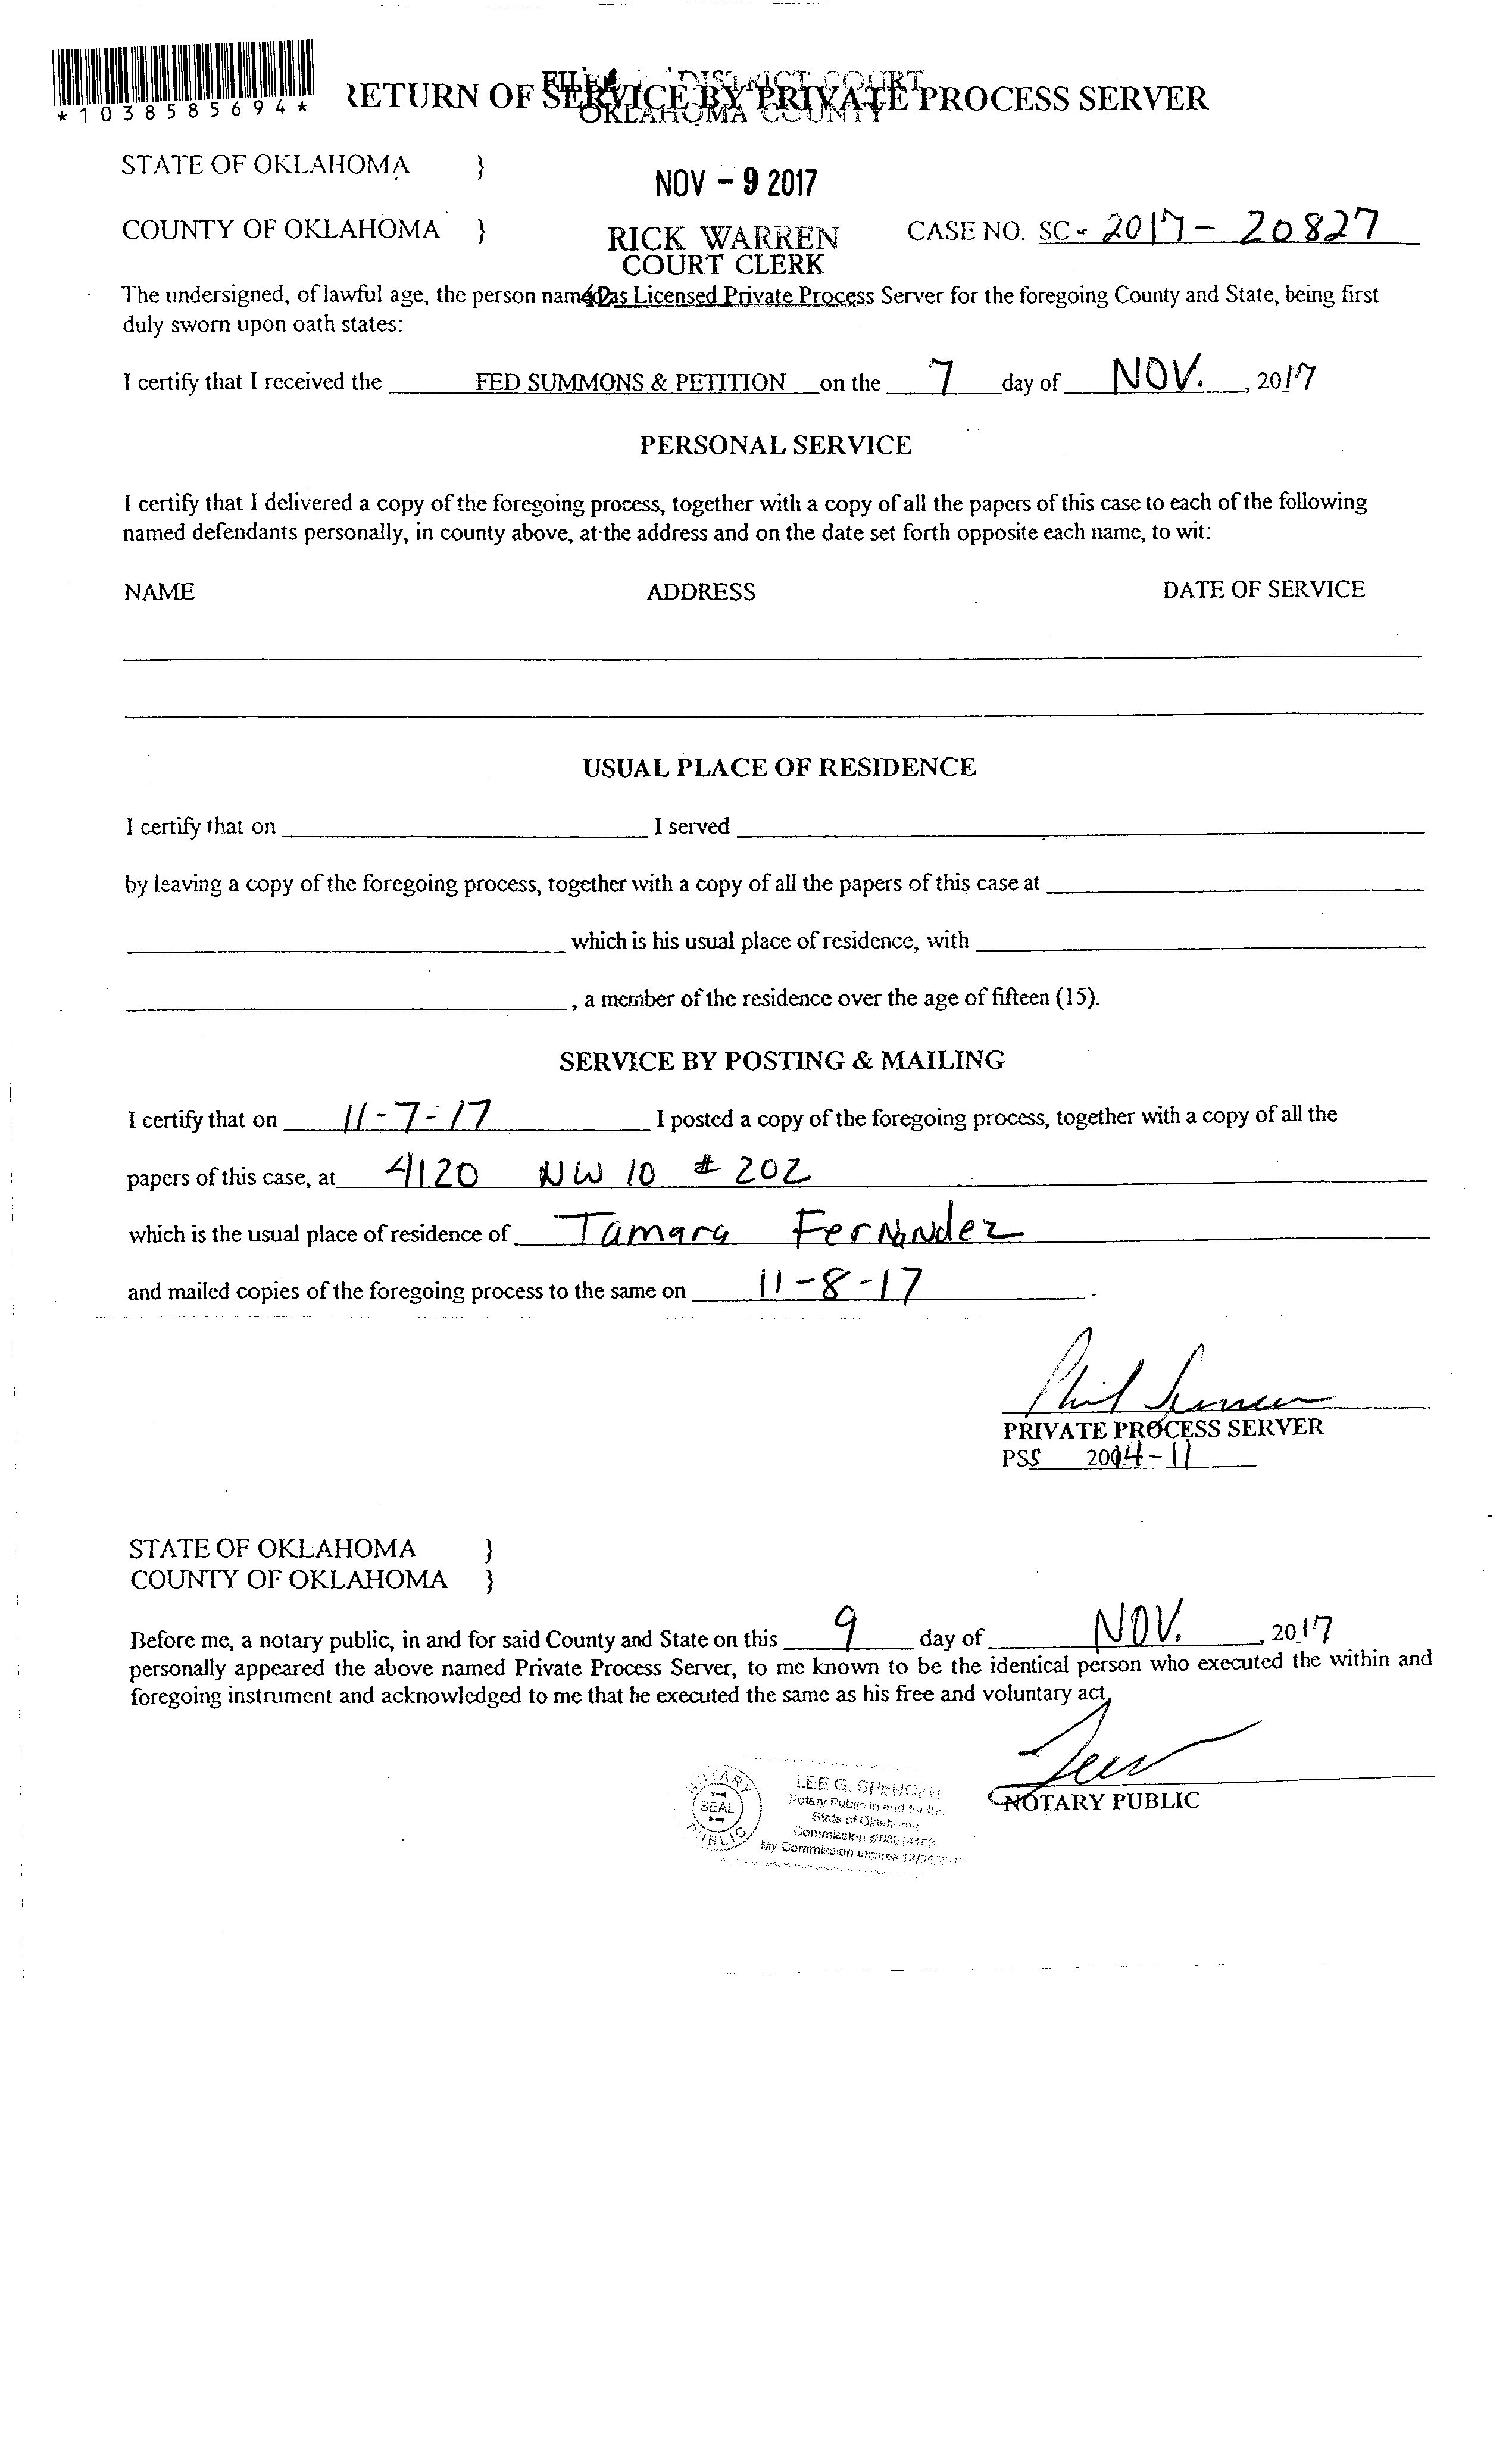 *1038585694*
RETURN OF SERVICE BY PRIVATE PROCESS SERVER
DISTRICT COURT
OKLAHOMA COUNTY
STATE OF OKLAHOMA }
NOV - 9 2017
COUNTY OF OKLAHOMA }
RICK WARREN
COURT CLERK
CASE NO. SC - 2017 - 20827
The undersigned, of lawful age, the person named as Licensed Private Process Server for the foregoing County and State, being first
duly sworn upon oath states:
I certify that I received the FED SUMMONS & PETITION on the 7 day of NOV. , 2017
PERSONAL SERVICE
I certify that I delivered a copy of the foregoing process, together with a copy of all the papers of this case to each of the following
named defendants personally, in county above, at the address and on the date set forth opposite each name, to wit:
NAME ADDRESS DATE OF SERVICE
USUAL PLACE OF RESIDENCE
I certify that on I served
by leaving a copy of the foregoing process, together with a copy of all the papers of this case at
which is his usual place of residence, with
, a member of the residence over the age of fifteen (15).
SERVICE BY POSTING & MAILING
I certify that on 11-7-17 I posted a copy of the foregoing process, together with a copy of all the
papers of this case, at 4120 NW 10 # 202
which is the usual place of residence of Tamara Fernandez
and mailed copies of the foregoing process to the same on 11-8-17 .
PRIVATE PROCESS SERVER
PSS 2004-11
STATE OF OKLAHOMA }
COUNTY OF OKLAHOMA }
Before me, a notary public, in and for said County and State on this 9 day of NOV. , 2017
personally appeared the above named Private Process Server, to me known to be the identical person who executed the within and
foregoing instrument and acknowledged to me that he executed the same as his free and voluntary act,
NOTARY PUBLIC
NOTARY PUBLIC
SEAL
LEE G. SPENCER
Notary Public in and for the
State of Oklahoma
Commission
My Commission expires